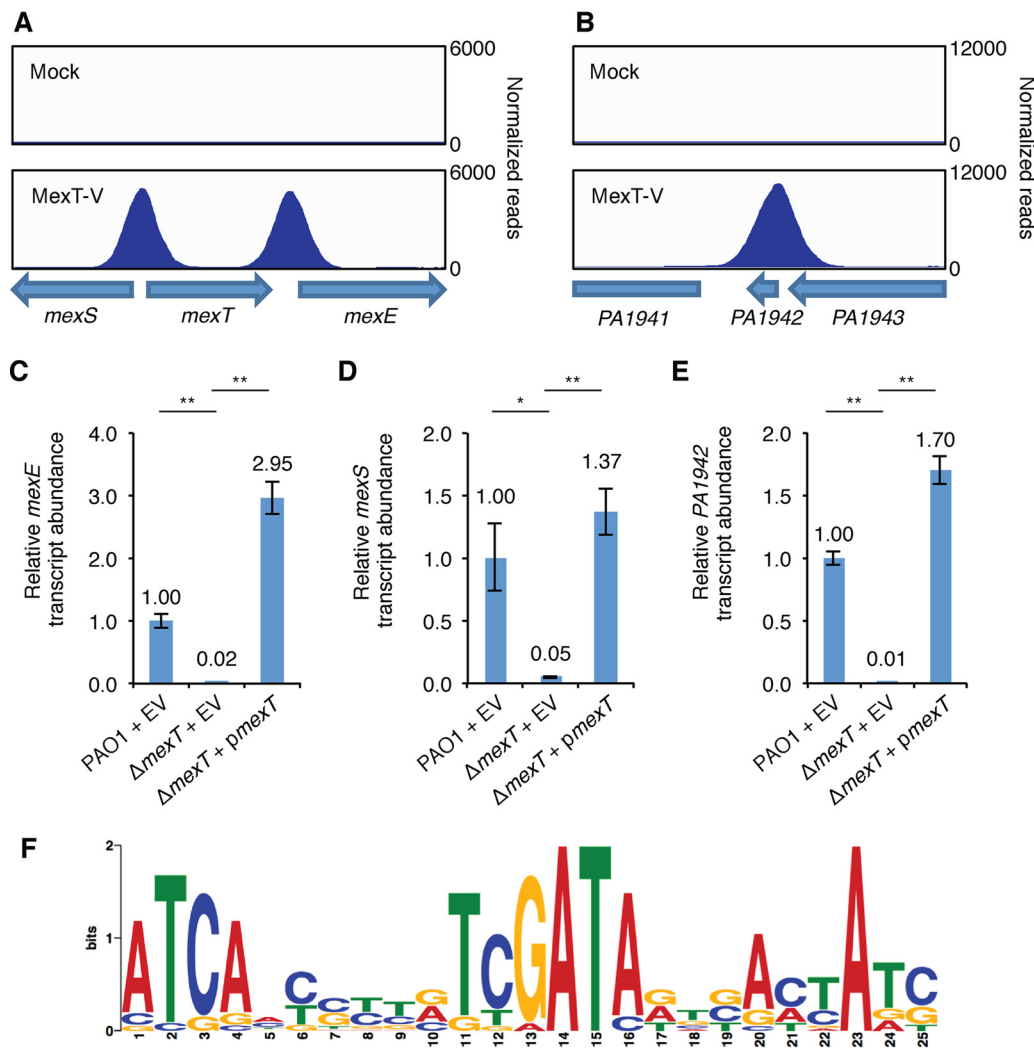 A
Mock
6000
0
MexT-V
6000
0
Normalized reads
mexS
mexT
mexE
B
Mock
12000
0
MexT-V
12000
0
Normalized reads
PA1941
PA1942
PA1943
C
Relative mexE
transcript abundance
**
**
4.0
3.0
2.0
1.0
0.0
1.00
0.02
2.95
PAO1 + EV
ΔmexT + EV
ΔmexT + pmexT
D
Relative mexS
transcript abundance
*
**
2.0
1.5
1.0
0.5
0.0
1.00
0.05
1.37
PAO1 + EV
ΔmexT + EV
ΔmexT + pmexT
E
Relative PA1942
transcript abundance
**
**
2.0
1.5
1.0
0.5
0.0
1.00
0.01
1.70
PAO1 + EV
ΔmexT + EV
ΔmexT + pmexT
F
bits
2
1
0
ATCA CCTTGTCGATAGTGACTATC
1 2 3 4 5 6 7 8 9 10 11 12 13 14 15 16 17 18 19 20 21 22 23 24 25